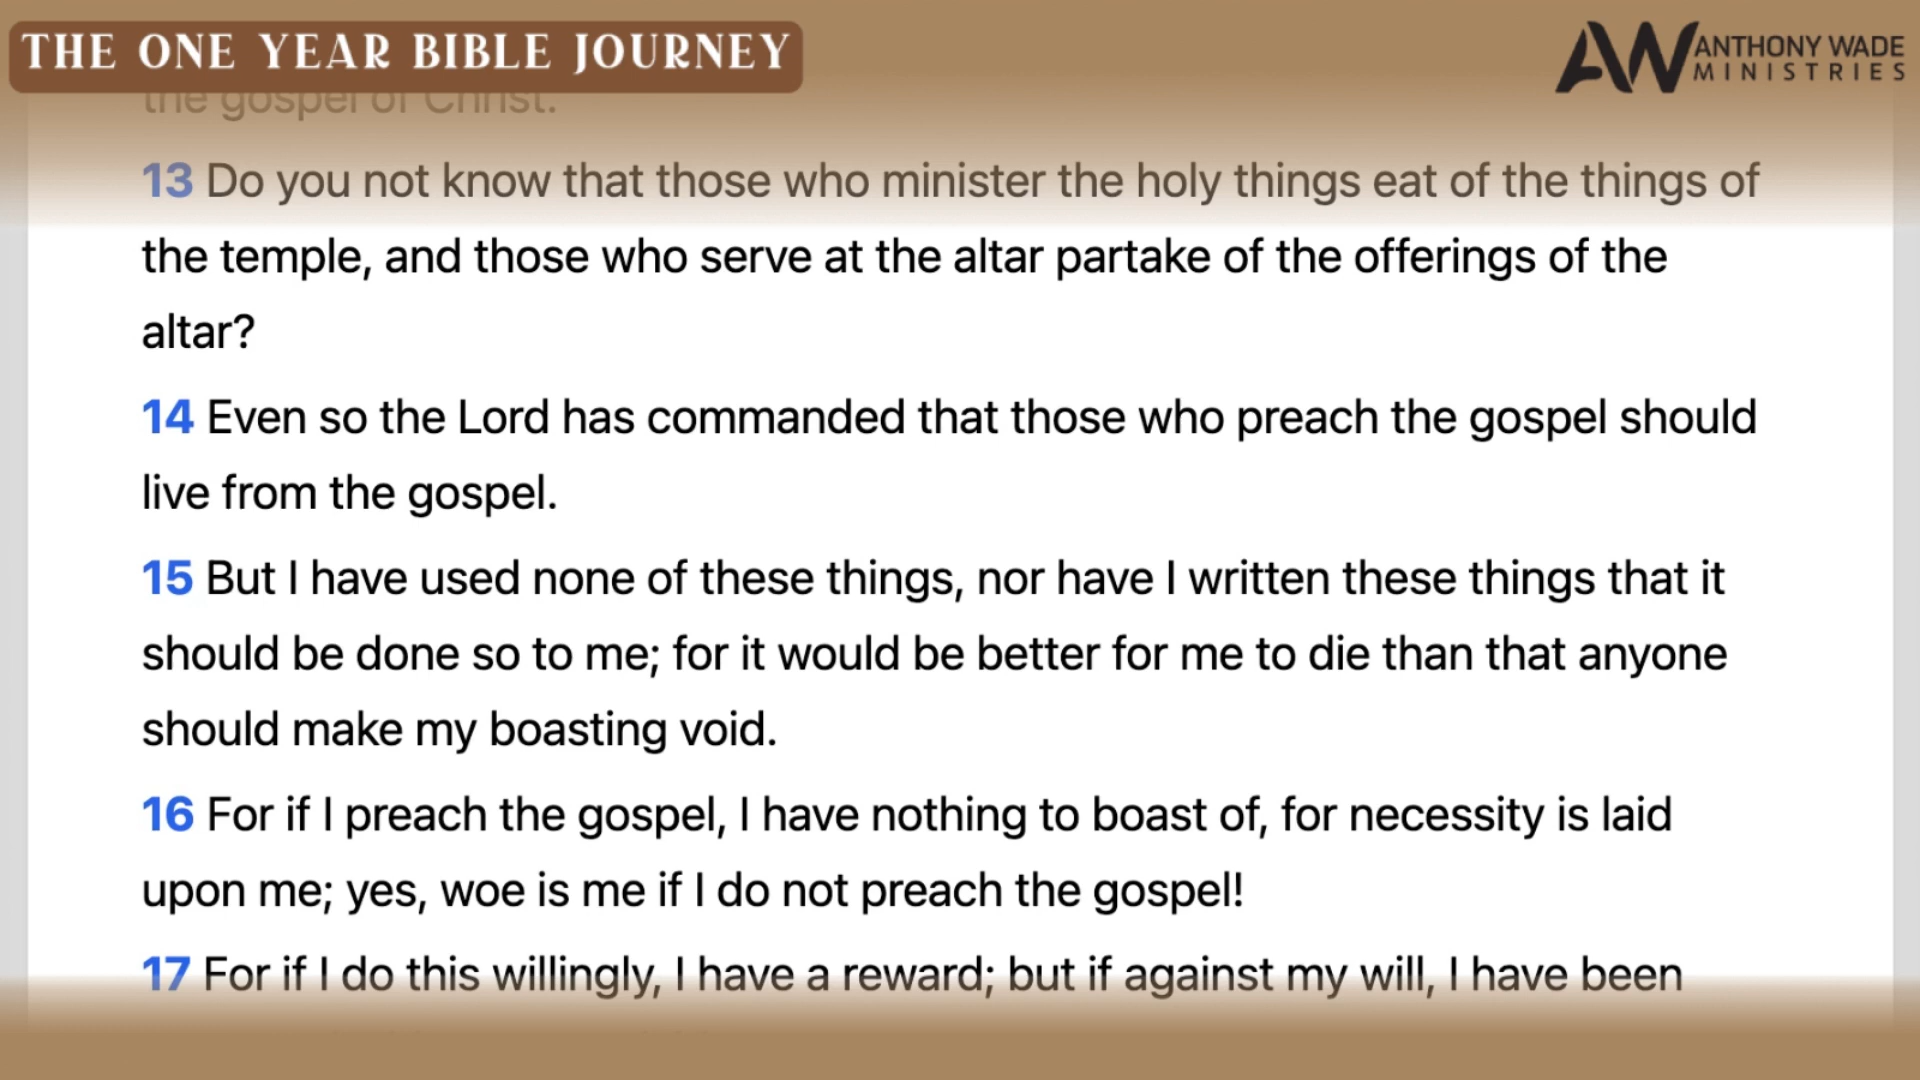 THE ONE YEAR BIBLE JOURNEY
AW ANTHONY WADE
MINISTRIES
the gospel of Christ.
13 Do you not know that those who minister the holy things eat of the things of
the temple, and those who serve at the altar partake of the offerings of the
altar?
14 Even so the Lord has commanded that those who preach the gospel should
live from the gospel.
15 But I have used none of these things, nor have I written these things that it
should be done so to me; for it would be better for me to die than that anyone
should make my boasting void.
16 For if I preach the gospel, I have nothing to boast of, for necessity is laid
upon me; yes, woe is me if I do not preach the gospel!
17 For if I do this willingly, I have a reward; but if against my will, I have been